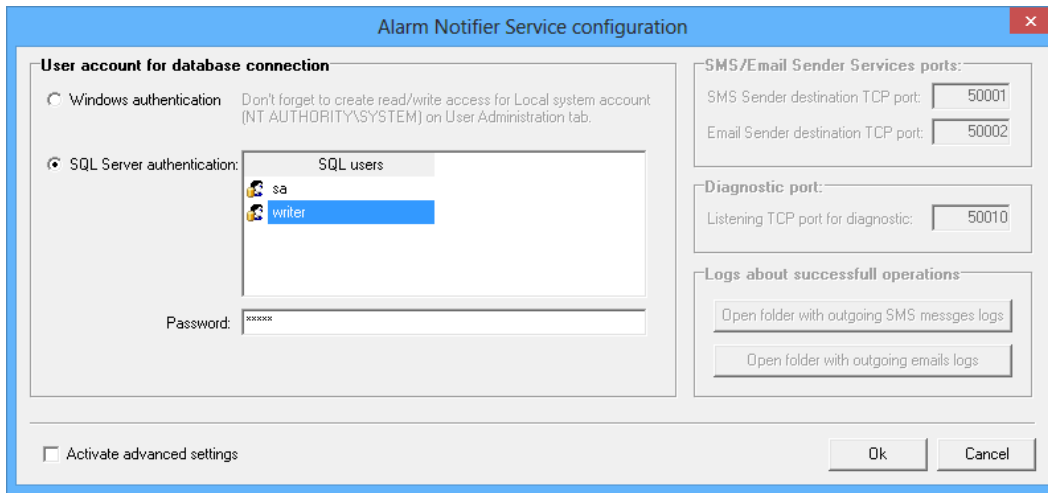 Alarm Notifier Service configuration
User account for database connection
Windows authentication
Don't forget to create read/write access for Local system account
(NT AUTHORITY\SYSTEM) on User Administration tab.
SQL Server authentication:
SQL users
sa
writer
Password:
*****
SMS/Email Sender Services ports:
SMS Sender destination TCP port:
50001
Email Sender destination TCP port:
50002
Diagnostic port:
Listening TCP port for diagnostic:
50010
Logs about successfull operations
Open folder with outgoing SMS messges logs
Open folder with outgoing emails logs
Activate advanced settings
Ok
Cancel